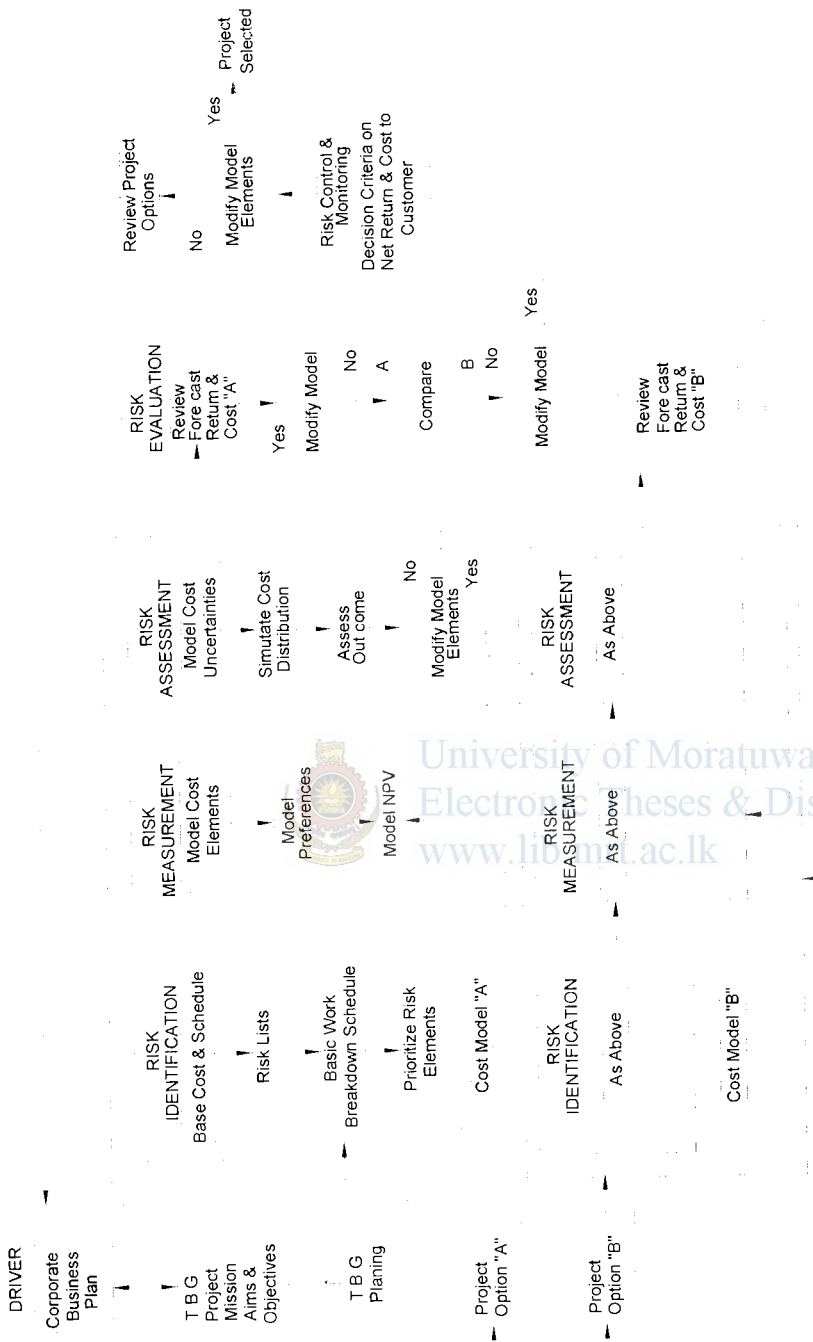 DRIVER
Corporate
Business
Plan
T B G
Project
Mission
Aims &
Objectives
T B G
Planing
Project
Option "A"
Project
Option "B"
RISK
IDENTIFICATION
Base Cost & Schedule
Risk Lists
Basic Work
Breakdown Schedule
Prioritize Risk
Elements
Cost Model "A"
RISK
IDENTIFICATION
As Above
Cost Model "B"
RISK
MEASUREMENT
Model Cost
Elements
Model
Preferences
Model NPV
RISK
MEASUREMENT
As Above
RISK
ASSESSMENT
Model Cost
Uncertainties
Simutate Cost
Distribution
Assess
Out come
No
Modify Model
Elements
Yes
RISK
ASSESSMENT
As Above
RISK
EVALUATION
Review
Fore cast
Return &
Cost "A"
Yes
Modify Model
No
A
Compare
B
No
Modify Model
Yes
Review
Fore cast
Return &
Cost "B"
Review Project
Options
No
Modify Model
Elements
Yes
Project
Selected
Risk Control &
Monitoring
Decision Criteria on
Net Return & Cost to
Customer
University of Moratuwa
Electronic Theses & Dis
www.lib.mrt.ac.lk